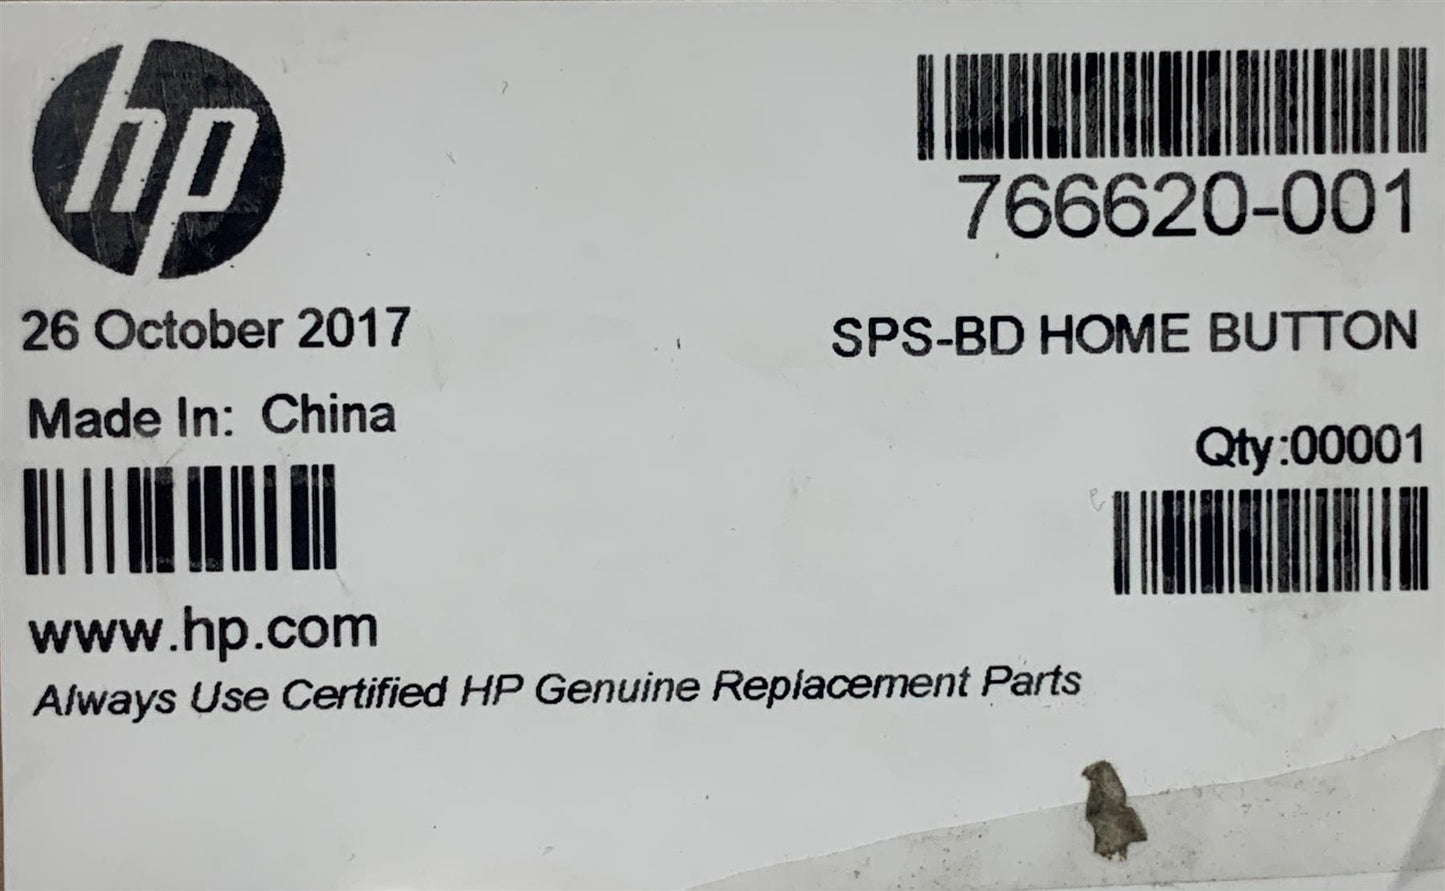 hp
766620-001
26 October 2017
SPS-BD HOME BUTTON
Made In: China
Qty:00001
www.hp.com
Always Use Certified HP Genuine Replacement Parts